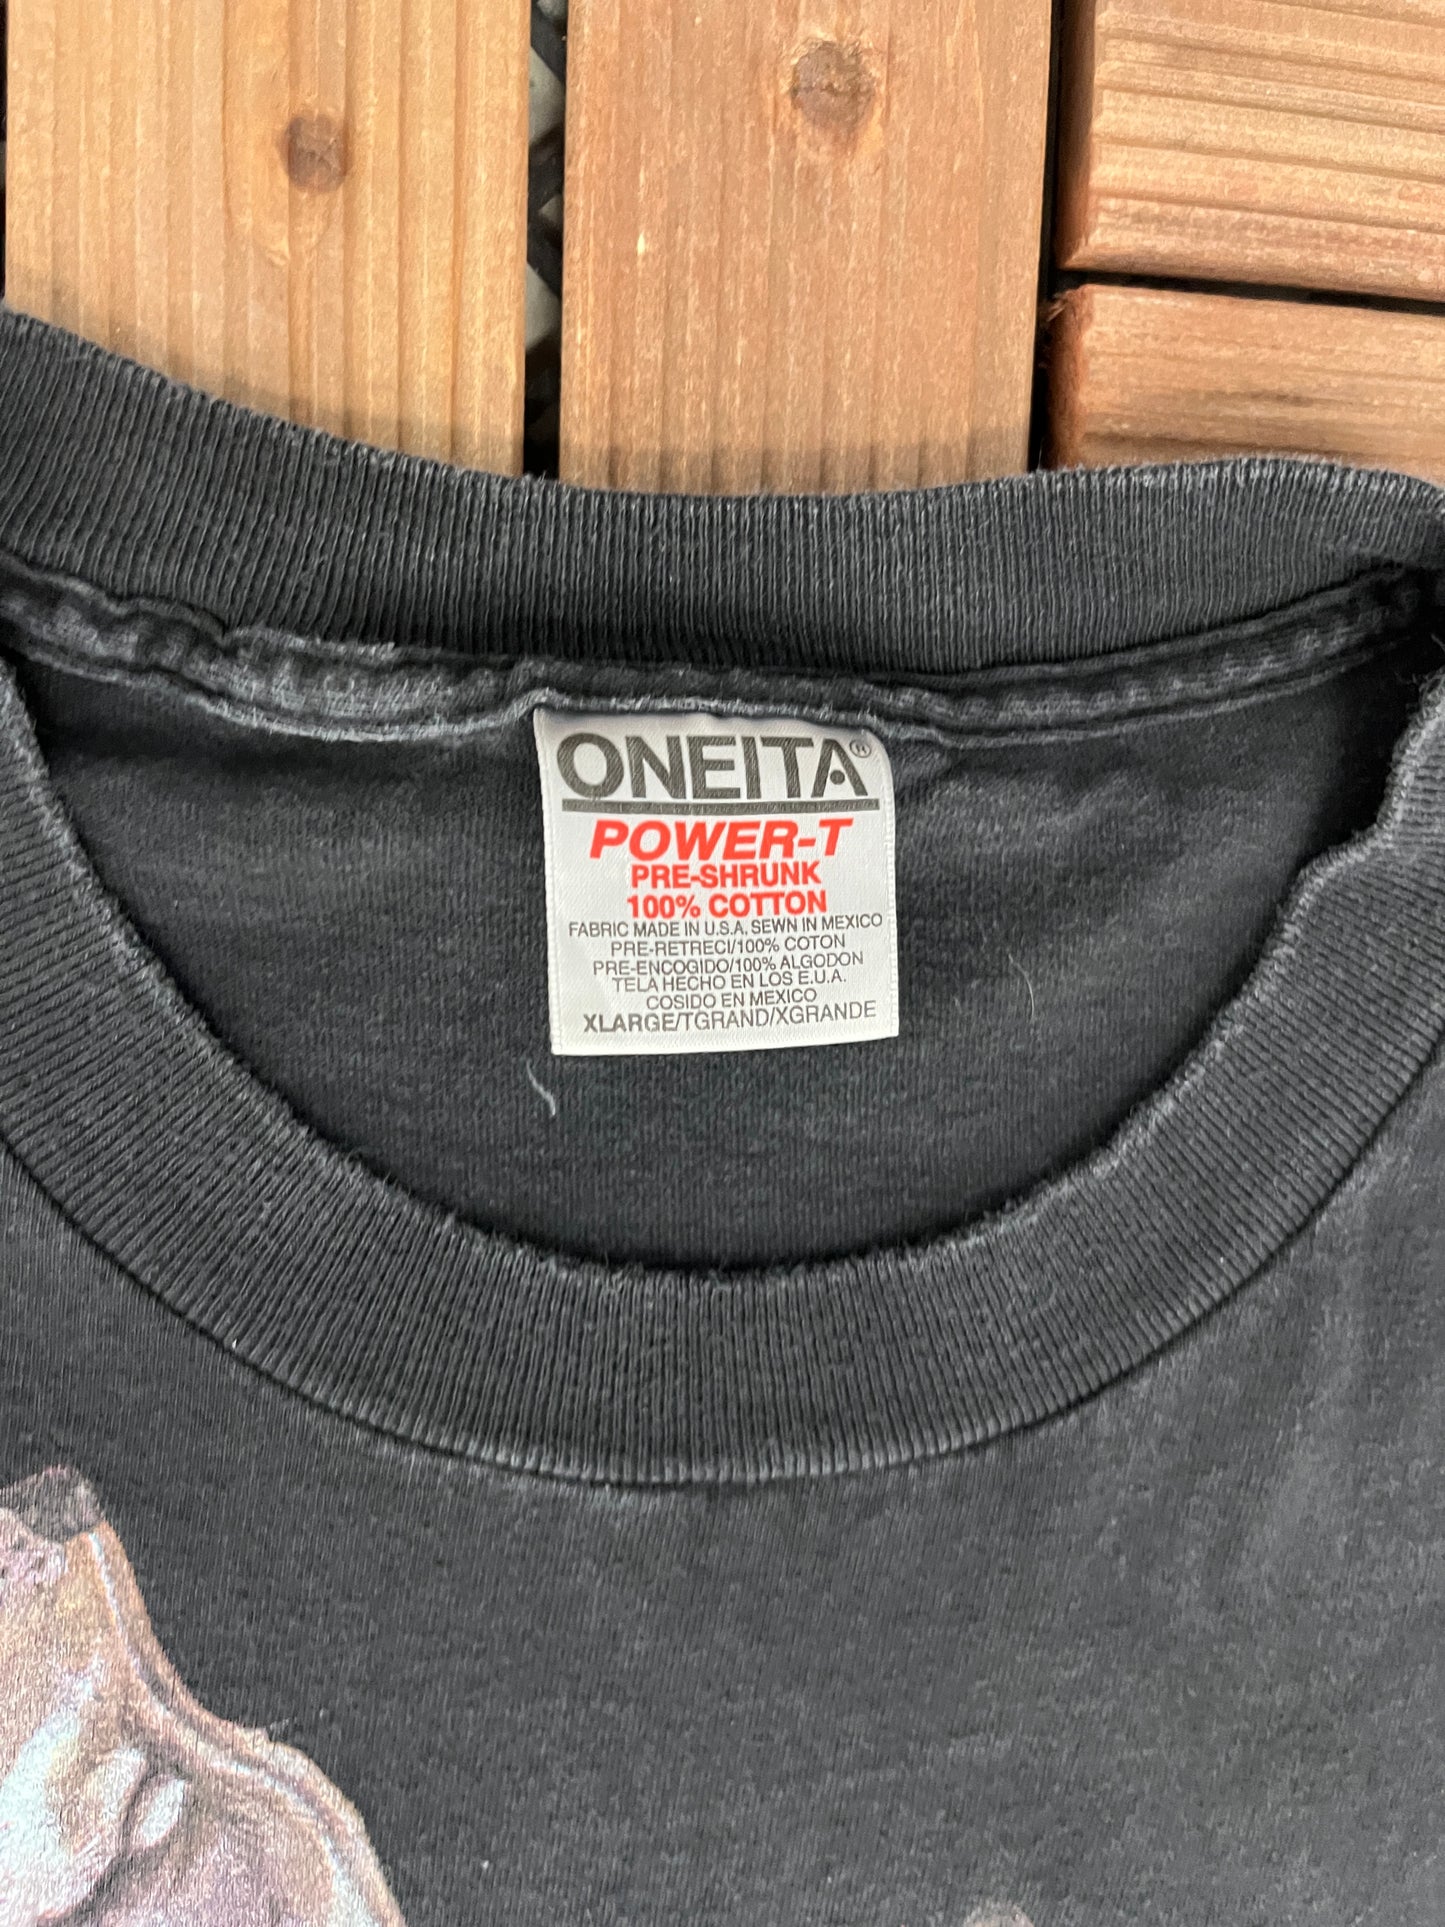 ONEITA®
POWER-T
PRE-SHRUNK
100% COTTON
FABRIC MADE IN U.S.A. SEWN IN MEXICO
PRE-RETRECI/100% COTON
PRE-ENCOGIDO/100% ALGODON
TELA HECHO EN LOS E.U.A.
COSIDO EN MEXICO
XLARGE/TGRAND/XGRANDE